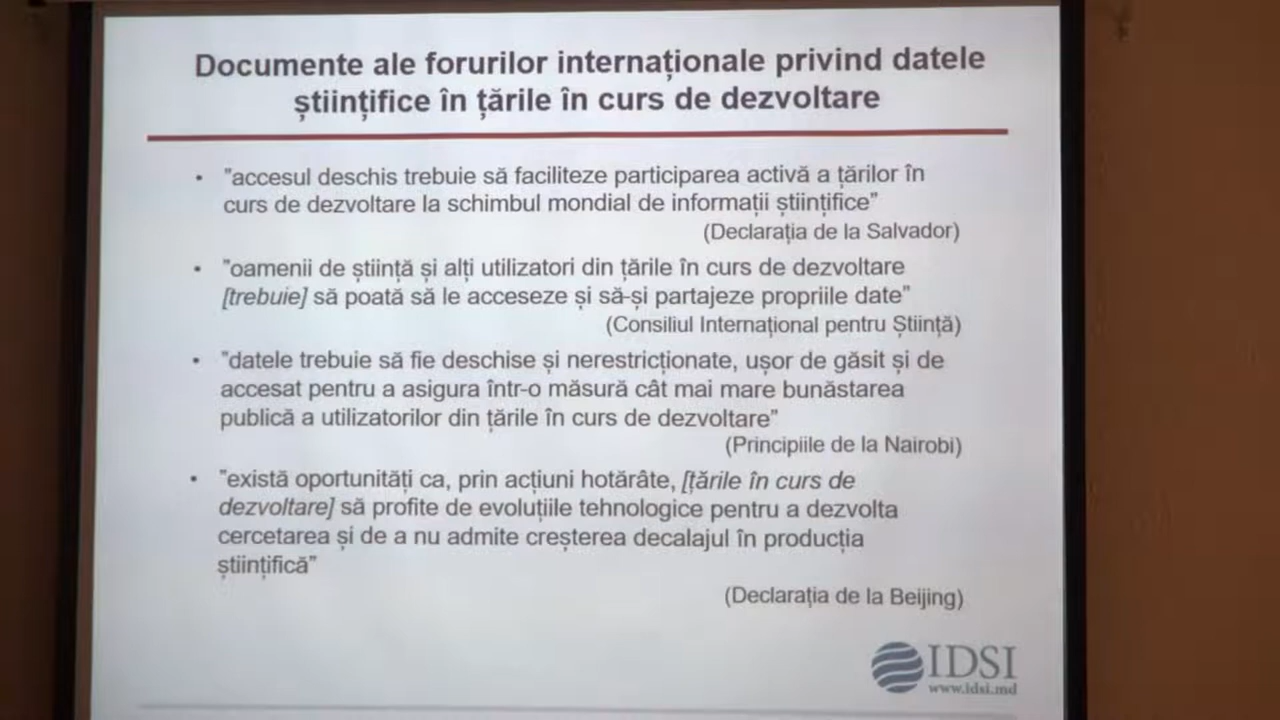 Documente ale forurilor internaționale privind datele
științifice în țările în curs de dezvoltare
• "accesul deschis trebuie să faciliteze participarea activă a țărilor în
curs de dezvoltare la schimbul mondial de informații științifice"
(Declarația de la Salvador)
• "oamenii de știință și alți utilizatori din țările în curs de dezvoltare
[trebuie] să poată să le acceseze și să-și partajeze propriile date"
(Consiliul Internațional pentru Știință)
• "datele trebuie să fie deschise și nerestricționate, ușor de găsit și de
accesat pentru a asigura într-o măsură cât mai mare bunăstarea
publică a utilizatorilor din țările în curs de dezvoltare"
(Principiile de la Nairobi)
• "există oportunități ca, prin acțiuni hotărâte, [țările în curs de
dezvoltare] să profite de evoluțiile tehnologice pentru a dezvolta
cercetarea și de a nu admite creșterea decalajul în producția
științifică"
(Declarația de la Beijing)
IDSI
www.idsi.md